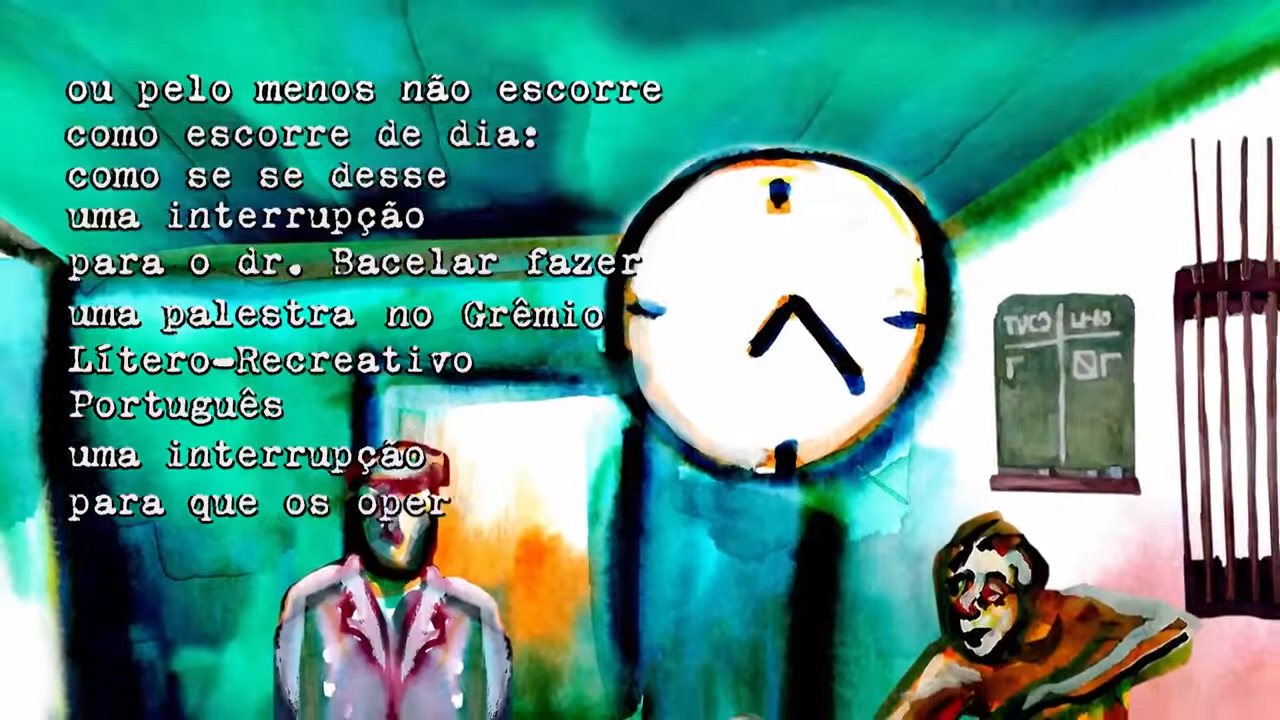 ou pelo menos não escorre
como escorre de dia:
como se se desse
uma interrupção
para o dr. Bacelar fazer
uma palestra no Grêmio
Lítero-Recreativo
Português
uma interrupção
para que os oper